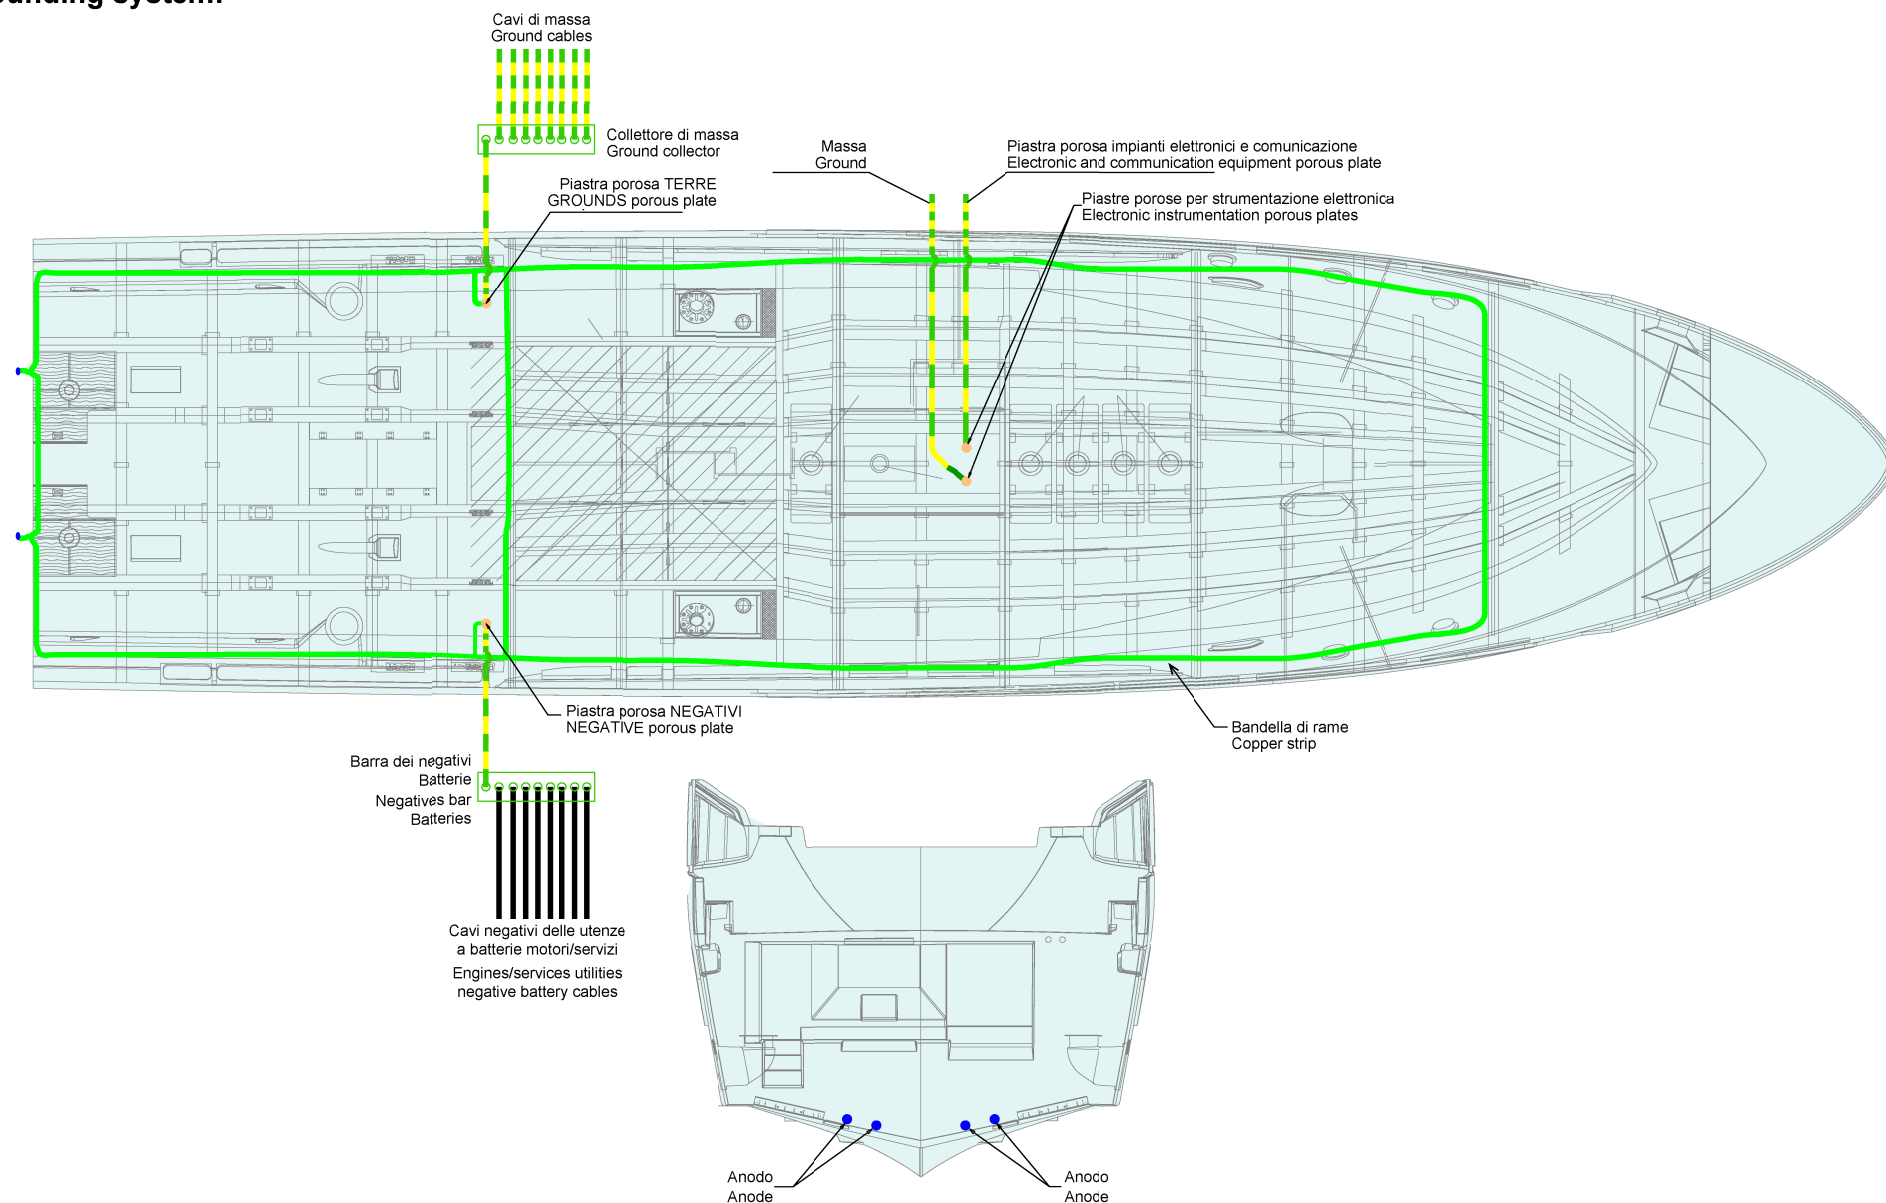 ounding system.
Cavi di massa
Ground cables
Collettore di massa
Ground collector
Massa
Ground
Piastra porosa impianti elettronici e comunicazione
Electronic and communication equipment porous plate
Piastra porosa TERRE
GROUNDS porous plate
Piastre porose per strumentazione elettronica
Electronic instrumentation porous plates
Piastra porosa NEGATIVI
NEGATIVE porous plate
Bandella di rame
Copper strip
Barra dei negativi
Batterie
Negatives bar
Batteries
Cavi negativi delle utenze
a batterie motori/servizi
Engines/services utilities
negative battery cables
Anodo
Anode
Anoco
Anoce